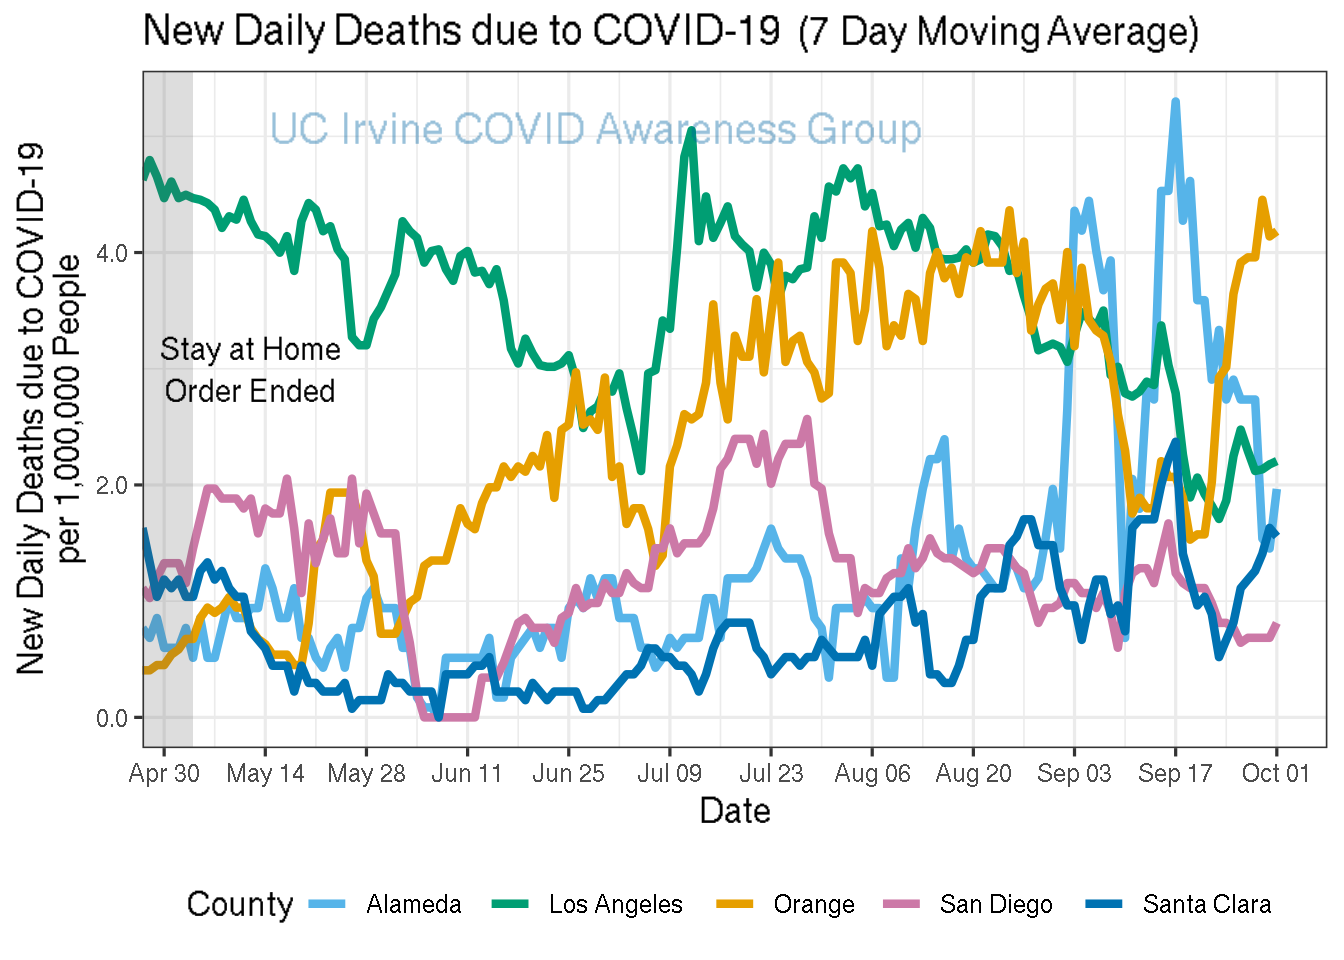 New Daily Deaths due to COVID-19 (7 Day Moving Average)
UC Irvine COVID Awareness Group
New Daily Deaths due to COVID-19
per 1,000,000 People
4.0
2.0
0.0
Stay at Home
Order Ended
Apr 30 May 14 May 28 Jun 11 Jun 25 Jul 09 Jul 23 Aug 06 Aug 20 Sep 03 Sep 17 Oct 01
Date
County Alameda Los Angeles Orange San Diego Santa Clara